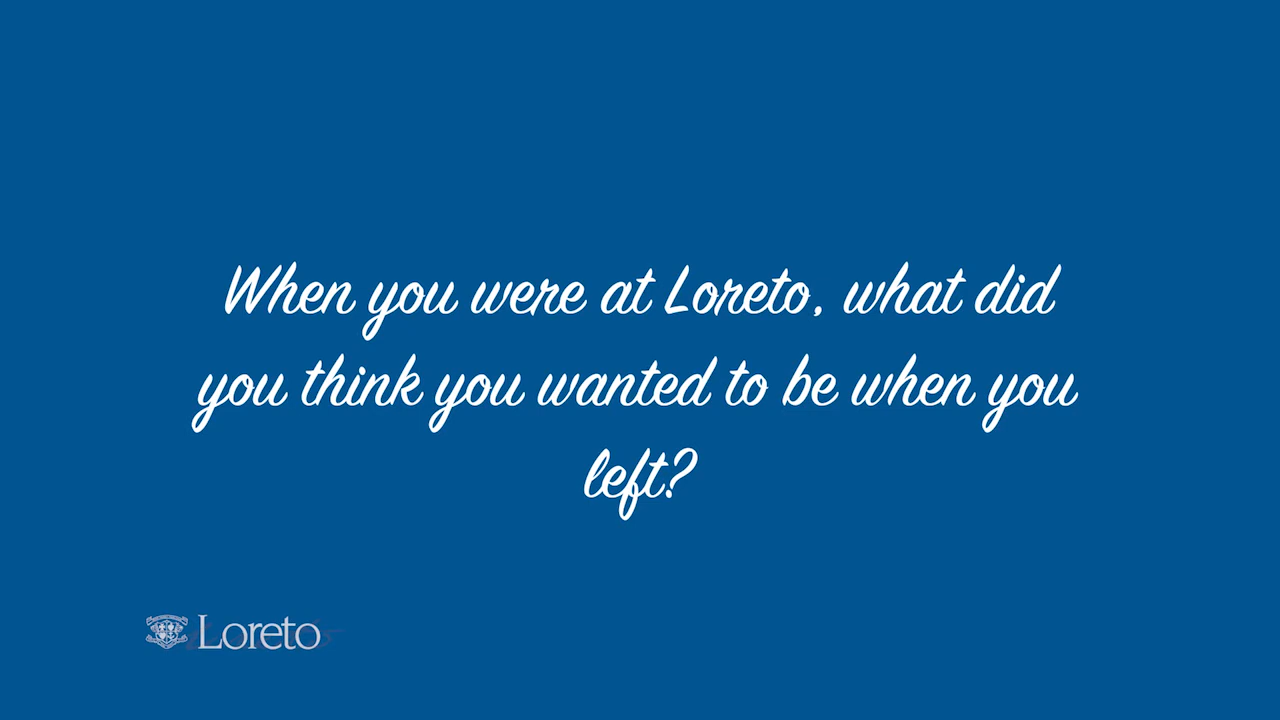 When you were at Loreto, what did
you think you wanted to be when you
left?
Loreto